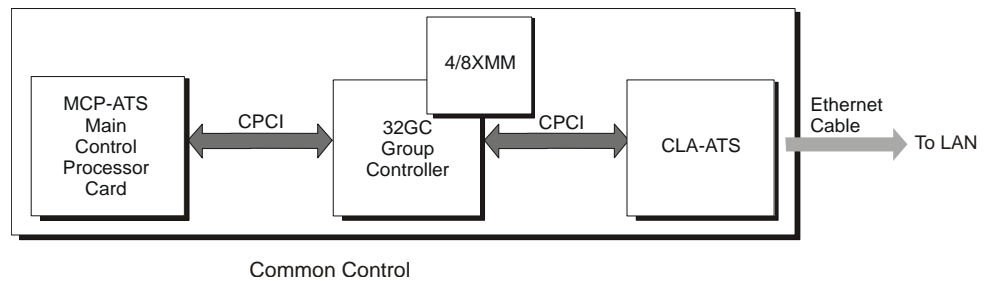 4/8XMM
MCP-ATS
Main
Control
Processor
Card
CPCI
32GC
Group
Controller
CPCI
CLA-ATS
Ethernet
Cable
To LAN
Common Control